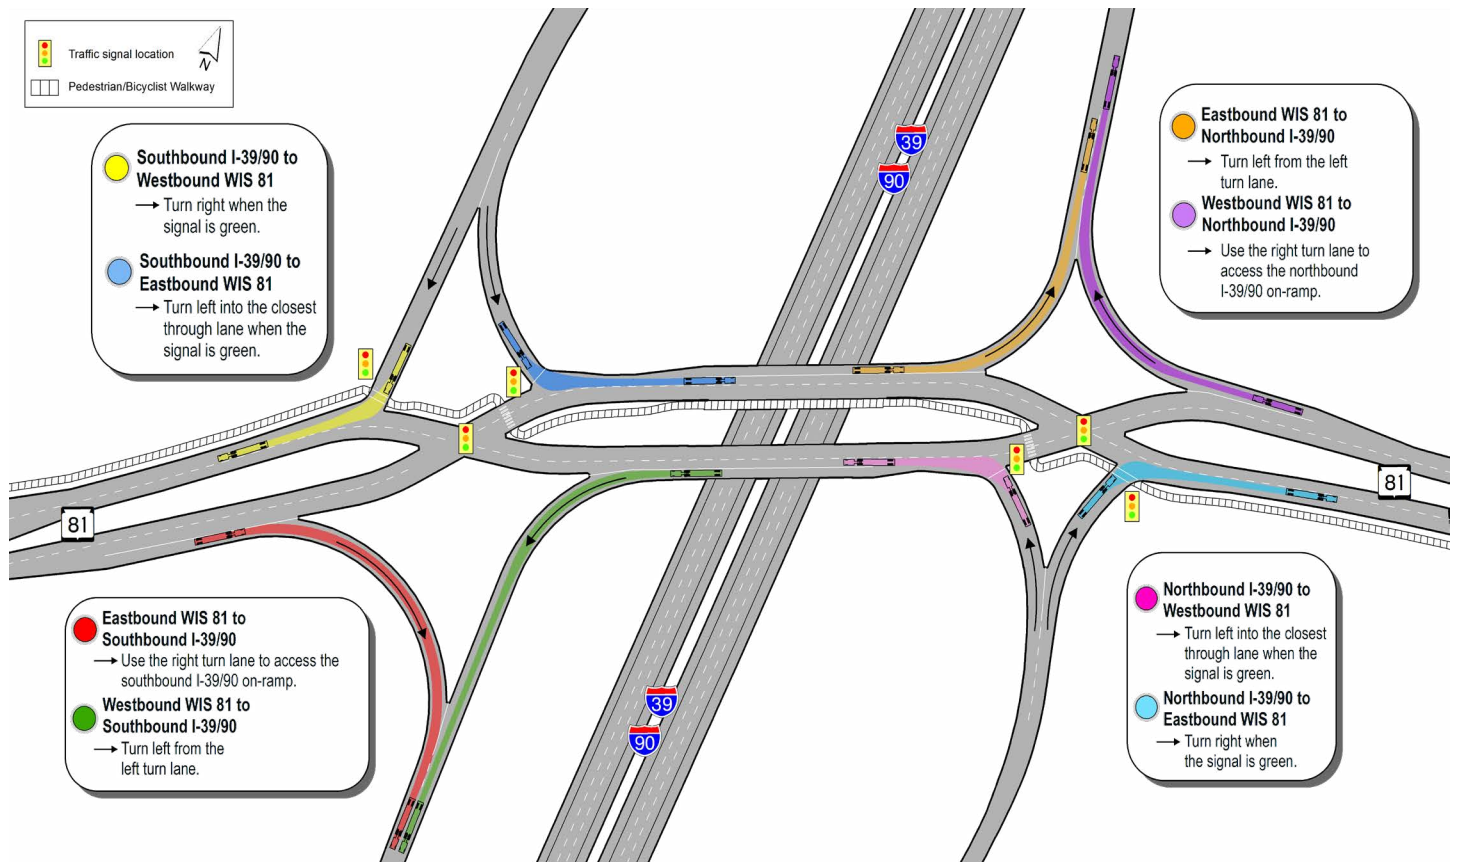 Traffic signal location
N
Pedestrian/Bicyclist Walkway
Southbound I-39/90 to
Westbound WIS 81
Turn right when the
signal is green.
Southbound I-39/90 to
Eastbound WIS 81
Turn left into the closest
through lane when the
signal is green.
39
90
Eastbound WIS 81 to
Northbound I-39/90
Turn left from the left
turn lane.
Westbound WIS 81 to
Northbound I-39/90
Use the right turn lane to
access the northbound
I-39/90 on-ramp.
81
81
Eastbound WIS 81 to
Southbound I-39/90
Use the right turn lane to access the
southbound I-39/90 on-ramp.
Westbound WIS 81 to
Southbound I-39/90
Turn left from the
left turn lane.
39
90
Northbound I-39/90 to
Westbound WIS 81
Turn left into the closest
through lane when the
signal is green.
Northbound I-39/90 to
Eastbound WIS 81
Turn right when
the signal is green.